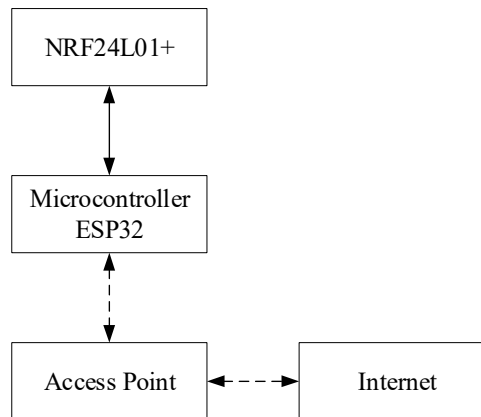 NRF24L01+
Microcontroller
ESP32
Access Point
Internet